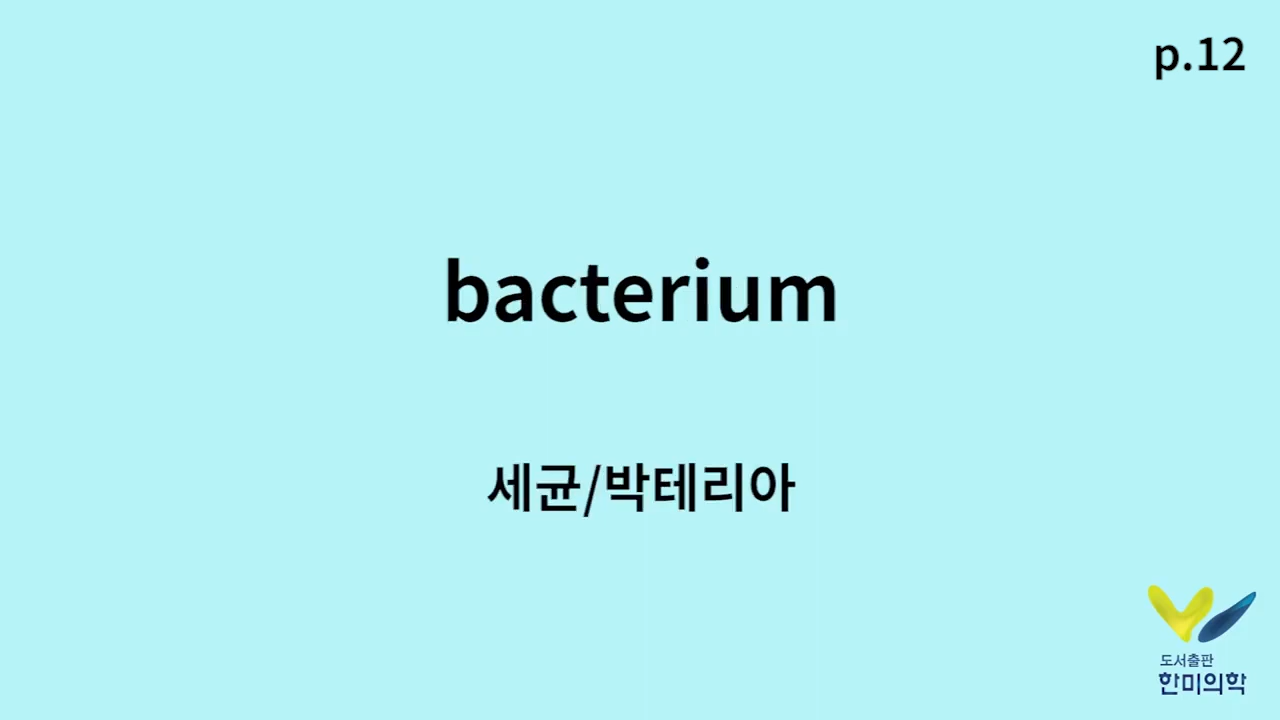 p.12
bacterium
세균/박테리아
도서출판
한미의학